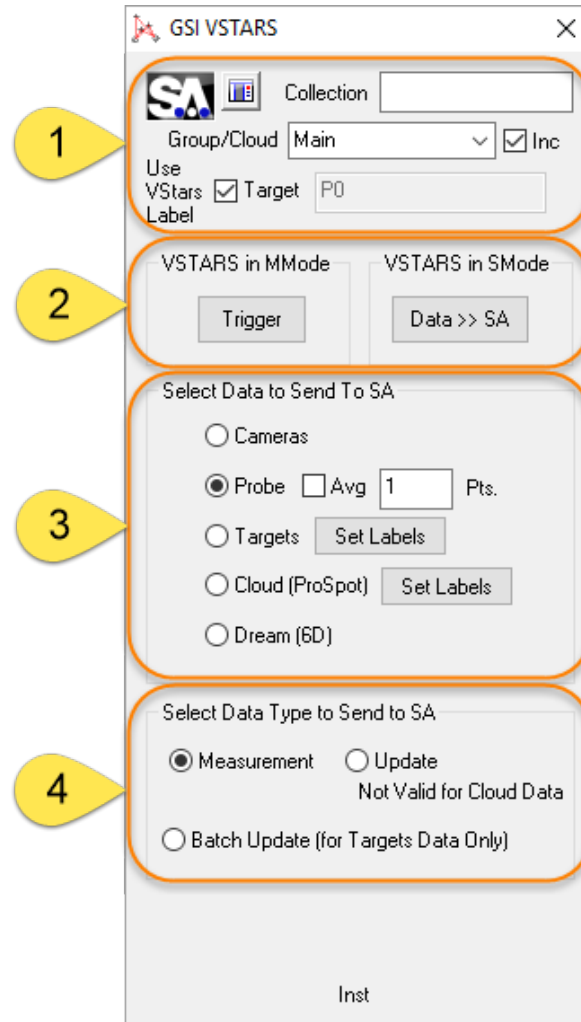 GSI VSTARS
S.A.
Collection
1
Group/Cloud Main Inc
Use
VStars
Label
Target P0
2
VSTARS in MMode VSTARS in SMode
Trigger Data >> SA
Select Data to Send To SA
Cameras
3
Probe Avg 1 Pts.
Targets Set Labels
Cloud (ProSpot) Set Labels
Dream (6D)
4
Select Data Type to Send to SA
Measurement Update
Not Valid for Cloud Data
Batch Update (for Targets Data Only)
Inst